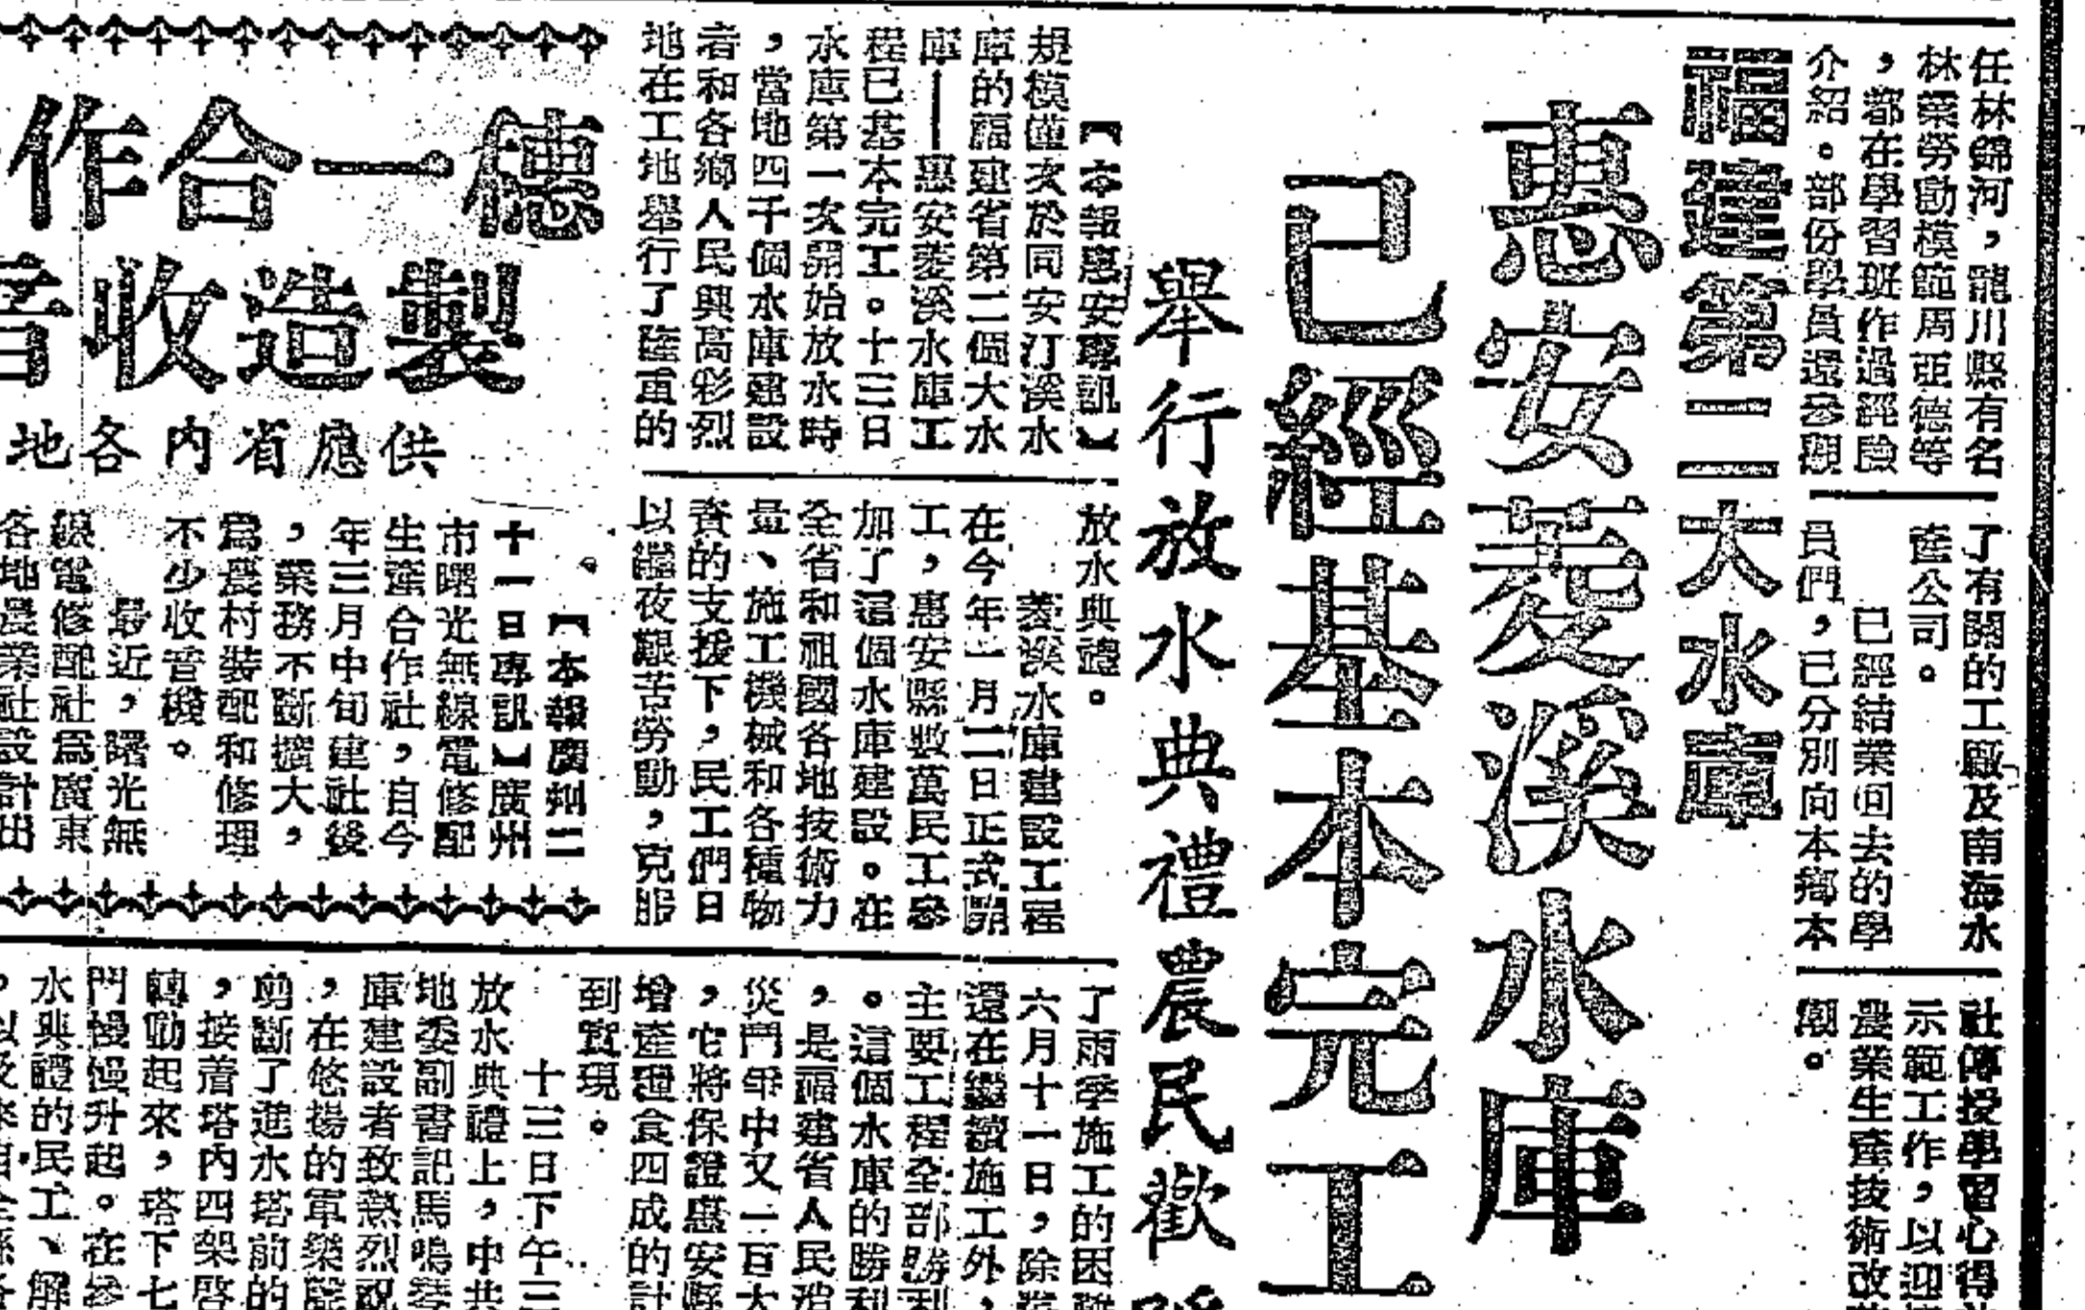 任林錦河，龍川縣有名
林業勞動模範周亞德等
，都在學習班作過經驗
介紹。部份學員還參觀
了有關的工廠及南海水
產公司。
已經結業回去的學
員們，已分別向本鄉本
社傳授學習心得
示範工作，以迎
農業生產技術改
潮。
福建第二大水庫
惠安菱溪水庫
已經基本完工
舉行放水典禮農民歡
【本報惠安專訊】
規模僅次於同安汀溪水
庫的福建省第二個大水
庫——惠安菱溪水庫工
程已基本完工。十三日
水庫第一次開始放水時
，當地四千個水庫建設
者和各鄉人民興高彩烈
地在工地舉行了隆重的
放水典禮。
菱溪水庫建設工程
在今年一月二日正式開
工，惠安縣數萬民工參
加了這個水庫建設。在
全省和祖國各地技術力
量、施工機械和各種物
資的支援下，民工們日
以繼夜艱苦勞動，克服
了雨季施工的困難
六月十一日，除
還在繼續施工外，
主要工程全部勝利
。這個水庫的勝利
，是福建省人民
災鬥爭中又一百大
，它將保證惠安縣
增產糧食四成的計
到實現。
十三日下午三
放水典禮上，中共
地委副書記馬鳴
庫建設者致熱烈祝
，在悠揚的軍樂
剪斷了進水塔前的
，接着塔內四架啓
轉動起來，塔下七
門慢慢升起。在參
水典禮的民工、解
德一合作
製造收音
供應省內各地
【本報廣州二
十一日專訊】廣州
市曙光無線電修配
生產合作社，自今
年三月中旬建社後
，業務不斷擴大，
爲農村裝配和修理
不少收音機。
最近，曙光無
線電修配社爲廣東
各地農業社設計出